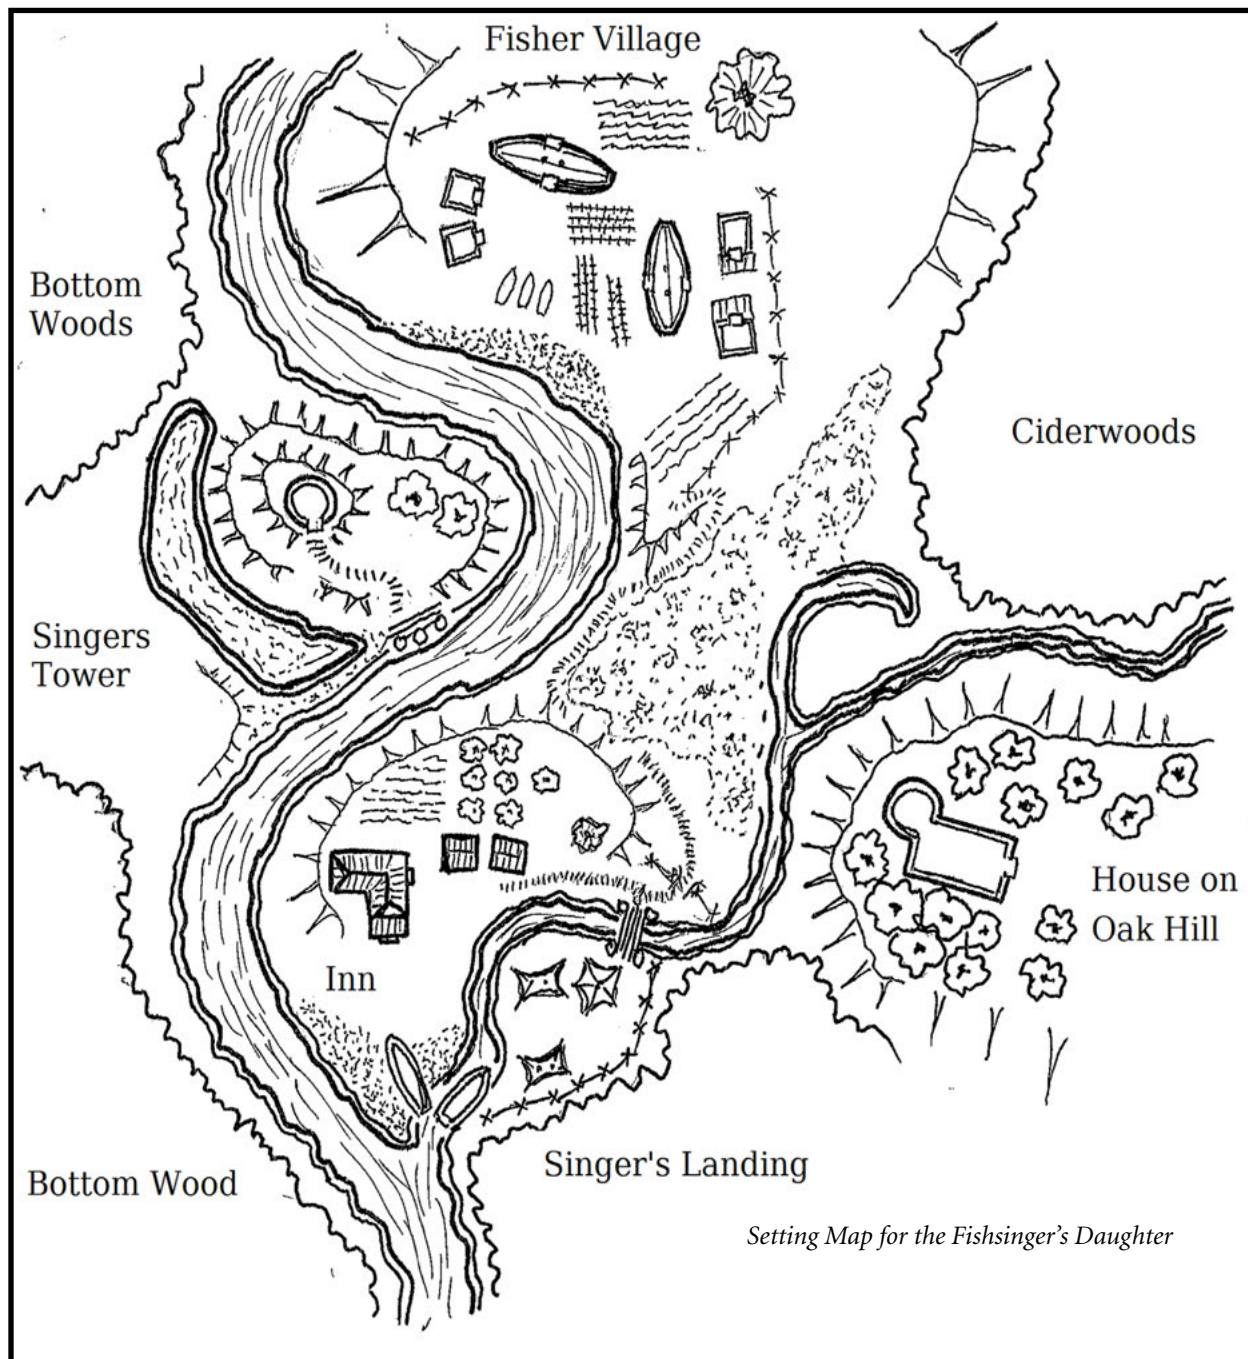 Fisher Village
Bottom
Woods
Ciderwoods
Singers
Tower
House on
Oak Hill
Inn
Singer's Landing
Bottom Wood
Setting Map for the Fishsinger’s Daughter